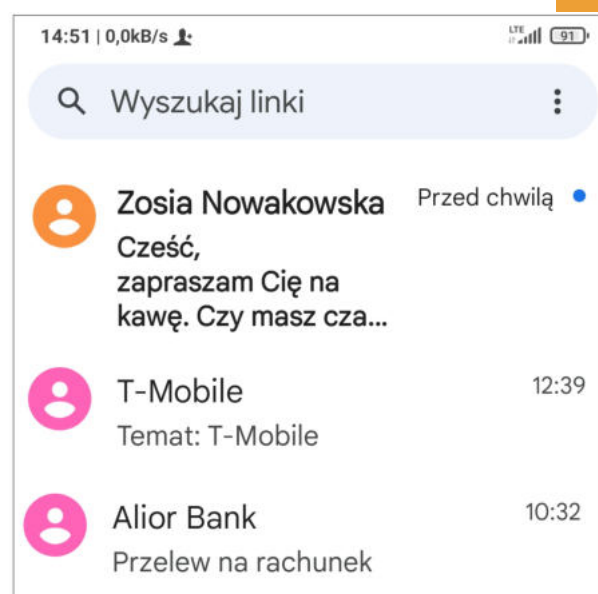 14:51 | 0,0kB/s
LTE
91
Wyszukaj linki
Zosia Nowakowska Przed chwilą
Cześć,
zapraszam Cię na
kawę. Czy masz cza...
T-Mobile 12:39
Temat: T-Mobile
Alior Bank 10:32
Przelew na rachunek